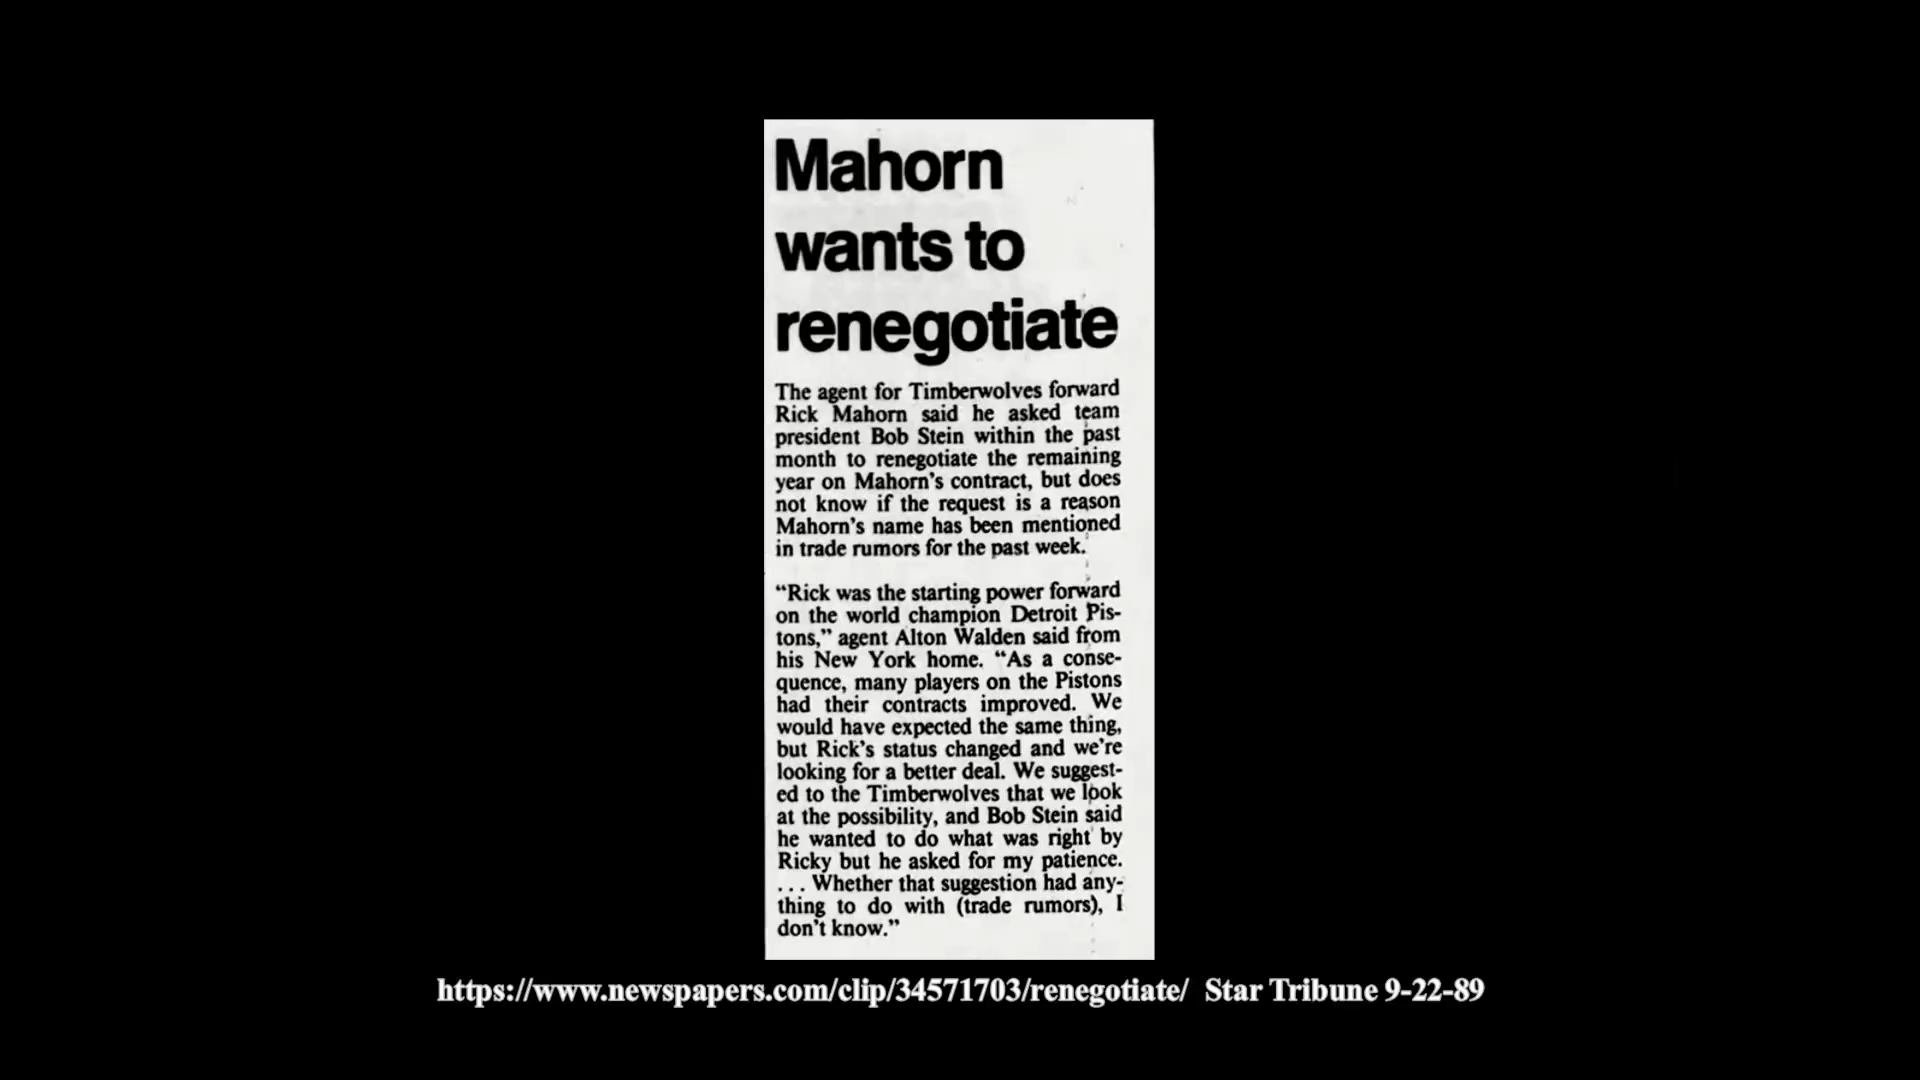 Mahorn
wants to
renegotiate
The agent for Timberwolves forward
Rick Mahorn said he asked team
president Bob Stein within the past
month to renegotiate the remaining
year on Mahorn's contract, but does
not know if the request is a reason
Mahorn's name has been mentioned
in trade rumors for the past week.
“Rick was the starting power forward
on the world champion Detroit Pis-
tons,” agent Alton Walden said from
his New York home. “As a conse-
quence, many players on the Pistons
had their contracts improved. We
would have expected the same thing,
but Rick's status changed and we're
looking for a better deal. We suggest-
ed to the Timberwolves that we look
at the possibility, and Bob Stein said
he wanted to do what was right by
Ricky but he asked for my patience.
. . . Whether that suggestion had any-
thing to do with (trade rumors), I
don't know.”
https://www.newspapers.com/clip/34571703/renegotiate/ Star Tribune 9-22-89